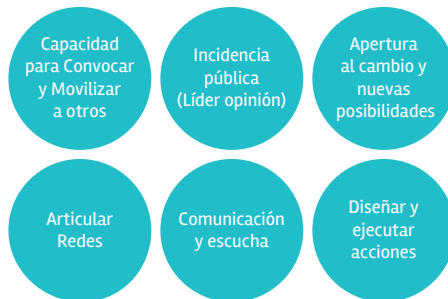 Capacidad
para Convocar
y Movilizar
a otros
Incidencia
pública
(Líder opinión)
Apertura
al cambio y
nuevas
posibilidades
Articular
Redes
Comunicación
y escucha
Diseñar y
ejecutar
acciones